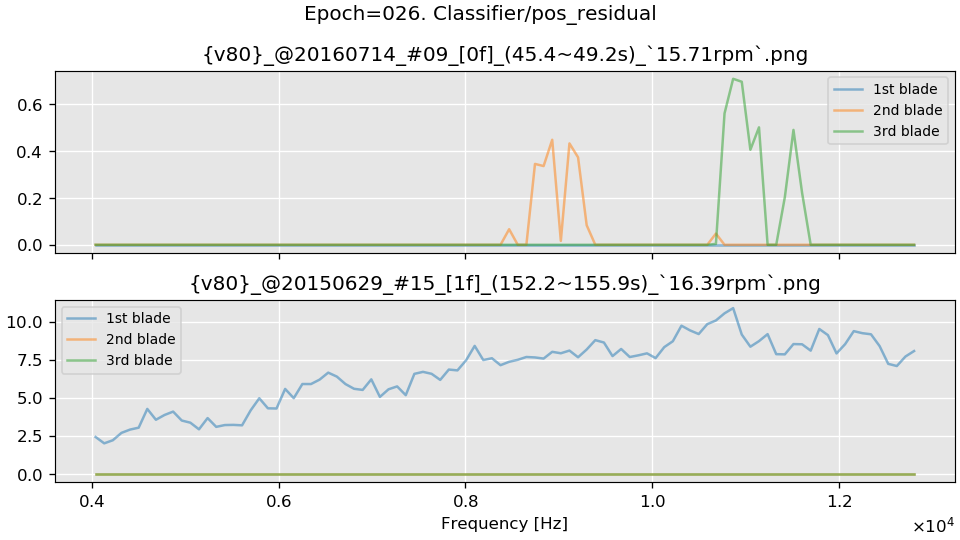 Epoch=026. Classifier/pos_residual
{v80}_@20160714_#09_[0f]_(45.4~49.2s)_`15.71rpm`.png
0.6
0.4
0.2
0.0
1st blade
2nd blade
3rd blade
{v80}_@20150629_#15_[1f]_(152.2~155.9s)_`16.39rpm`.png
10.0
7.5
5.0
2.5
0.0
1st blade
2nd blade
3rd blade
0.4 0.6 0.8 1.0 1.2
Frequency [Hz]
×10⁴